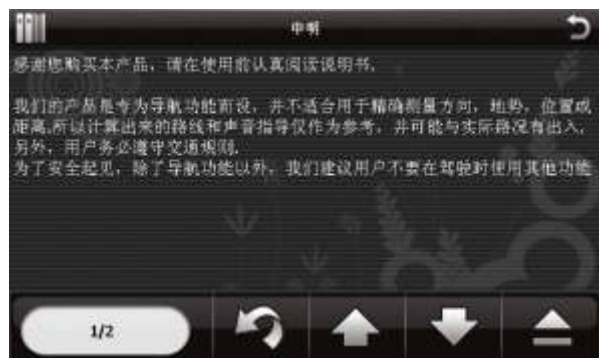 申明
感谢您购买本产品，请在使用前认真阅读说明书.
我们的产品是专为导航功能而设，并不适合用于精确测量方向，地势，位置或
距离.所以计算出来的路线和声音指导仅作为参考，并可能与实际路况有出入，
另外，用户务必遵守交通规则.
为了安全起见，除了导航功能以外，我们建议用户不要在驾驶时使用其他功能
1/2